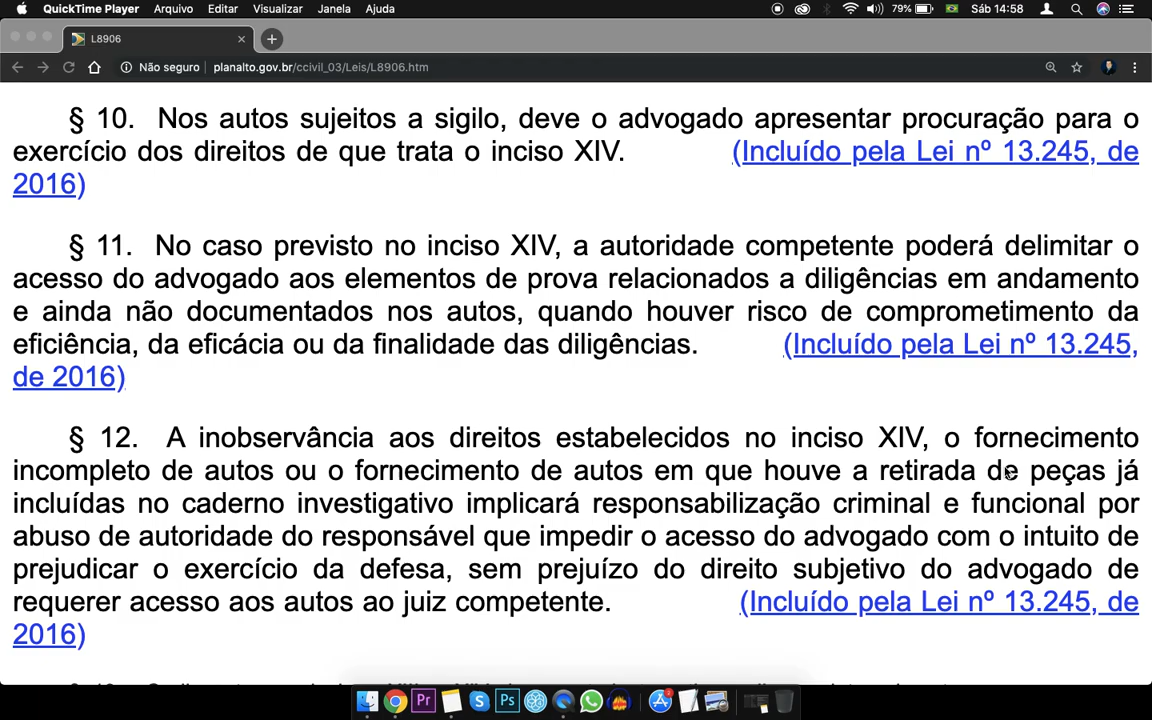 QuickTime Player Arquivo Editar Visualizar Janela Ajuda 79% Sáb 14:58
L8906
Não seguro planalto.gov.br/ccivil_03/Leis/L8906.htm
§ 10. Nos autos sujeitos a sigilo, deve o advogado apresentar procuração para o
exercício dos direitos de que trata o inciso XIV. (Incluído pela Lei nº 13.245, de
2016)
§ 11. No caso previsto no inciso XIV, a autoridade competente poderá delimitar o
acesso do advogado aos elementos de prova relacionados a diligências em andamento
e ainda não documentados nos autos, quando houver risco de comprometimento da
eficiência, da eficácia ou da finalidade das diligências. (Incluído pela Lei nº 13.245,
de 2016)
§ 12. A inobservância aos direitos estabelecidos no inciso XIV, o fornecimento
incompleto de autos ou o fornecimento de autos em que houve a retirada de peças já
incluídas no caderno investigativo implicará responsabilização criminal e funcional por
abuso de autoridade do responsável que impedir o acesso do advogado com o intuito de
prejudicar o exercício da defesa, sem prejuízo do direito subjetivo do advogado de
requerer acesso aos autos ao juiz competente. (Incluído pela Lei nº 13.245, de
2016)
Pr Ps